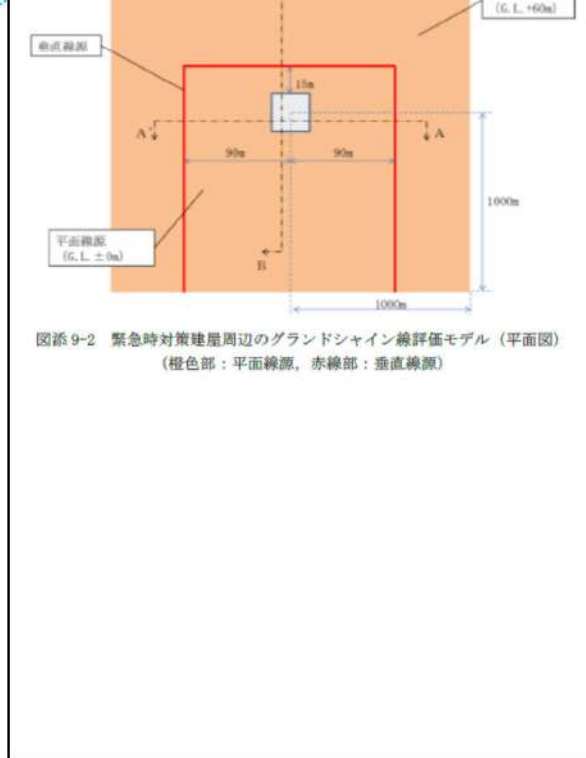 (G.L.+60m)
垂直線源
15m
A'
A
90m
90m
1000m
平面線源
(G.L.±0m)
B
1000m
図添 9-2 緊急時対策建屋周辺のグランドシャイン線評価モデル（平面図）
（橙色部：平面線源，赤線部：垂直線源）